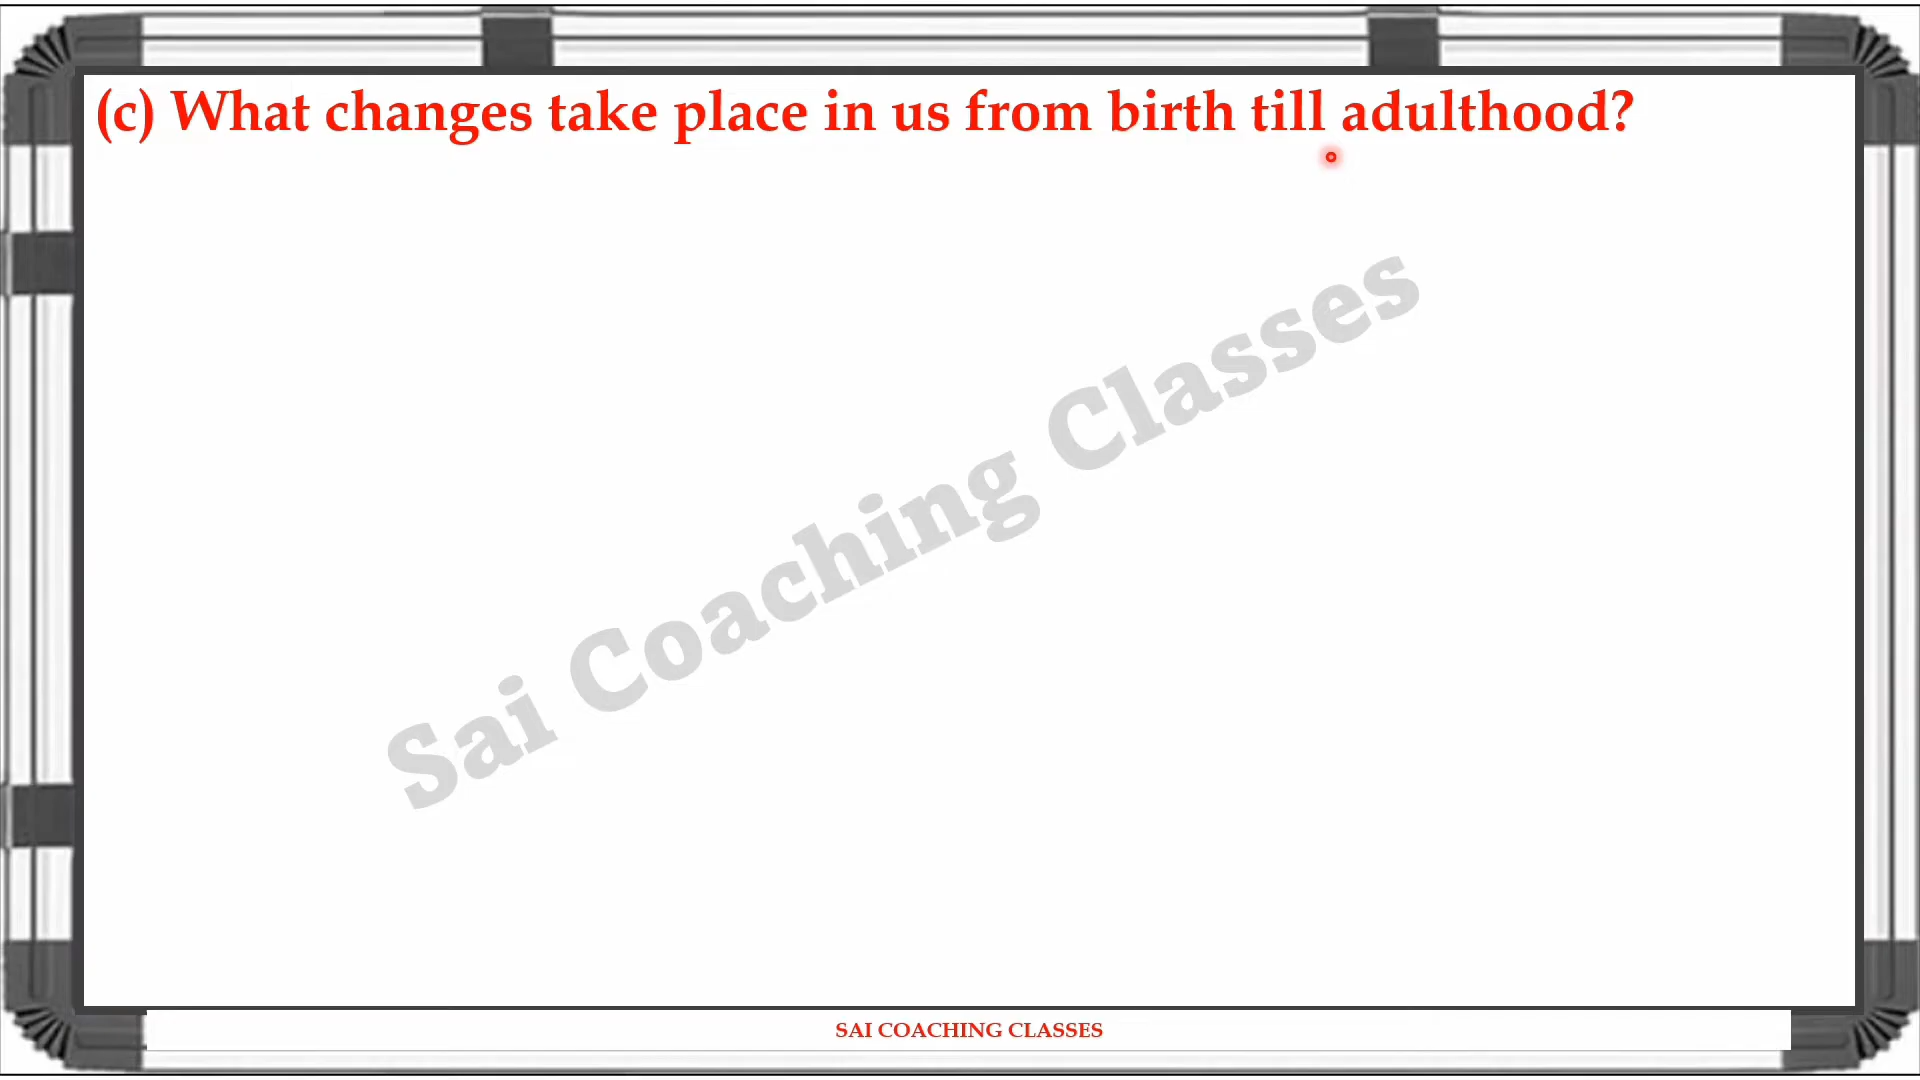 (c) What changes take place in us from birth till adulthood?
Sai Coaching Classes
SAI COACHING CLASSES